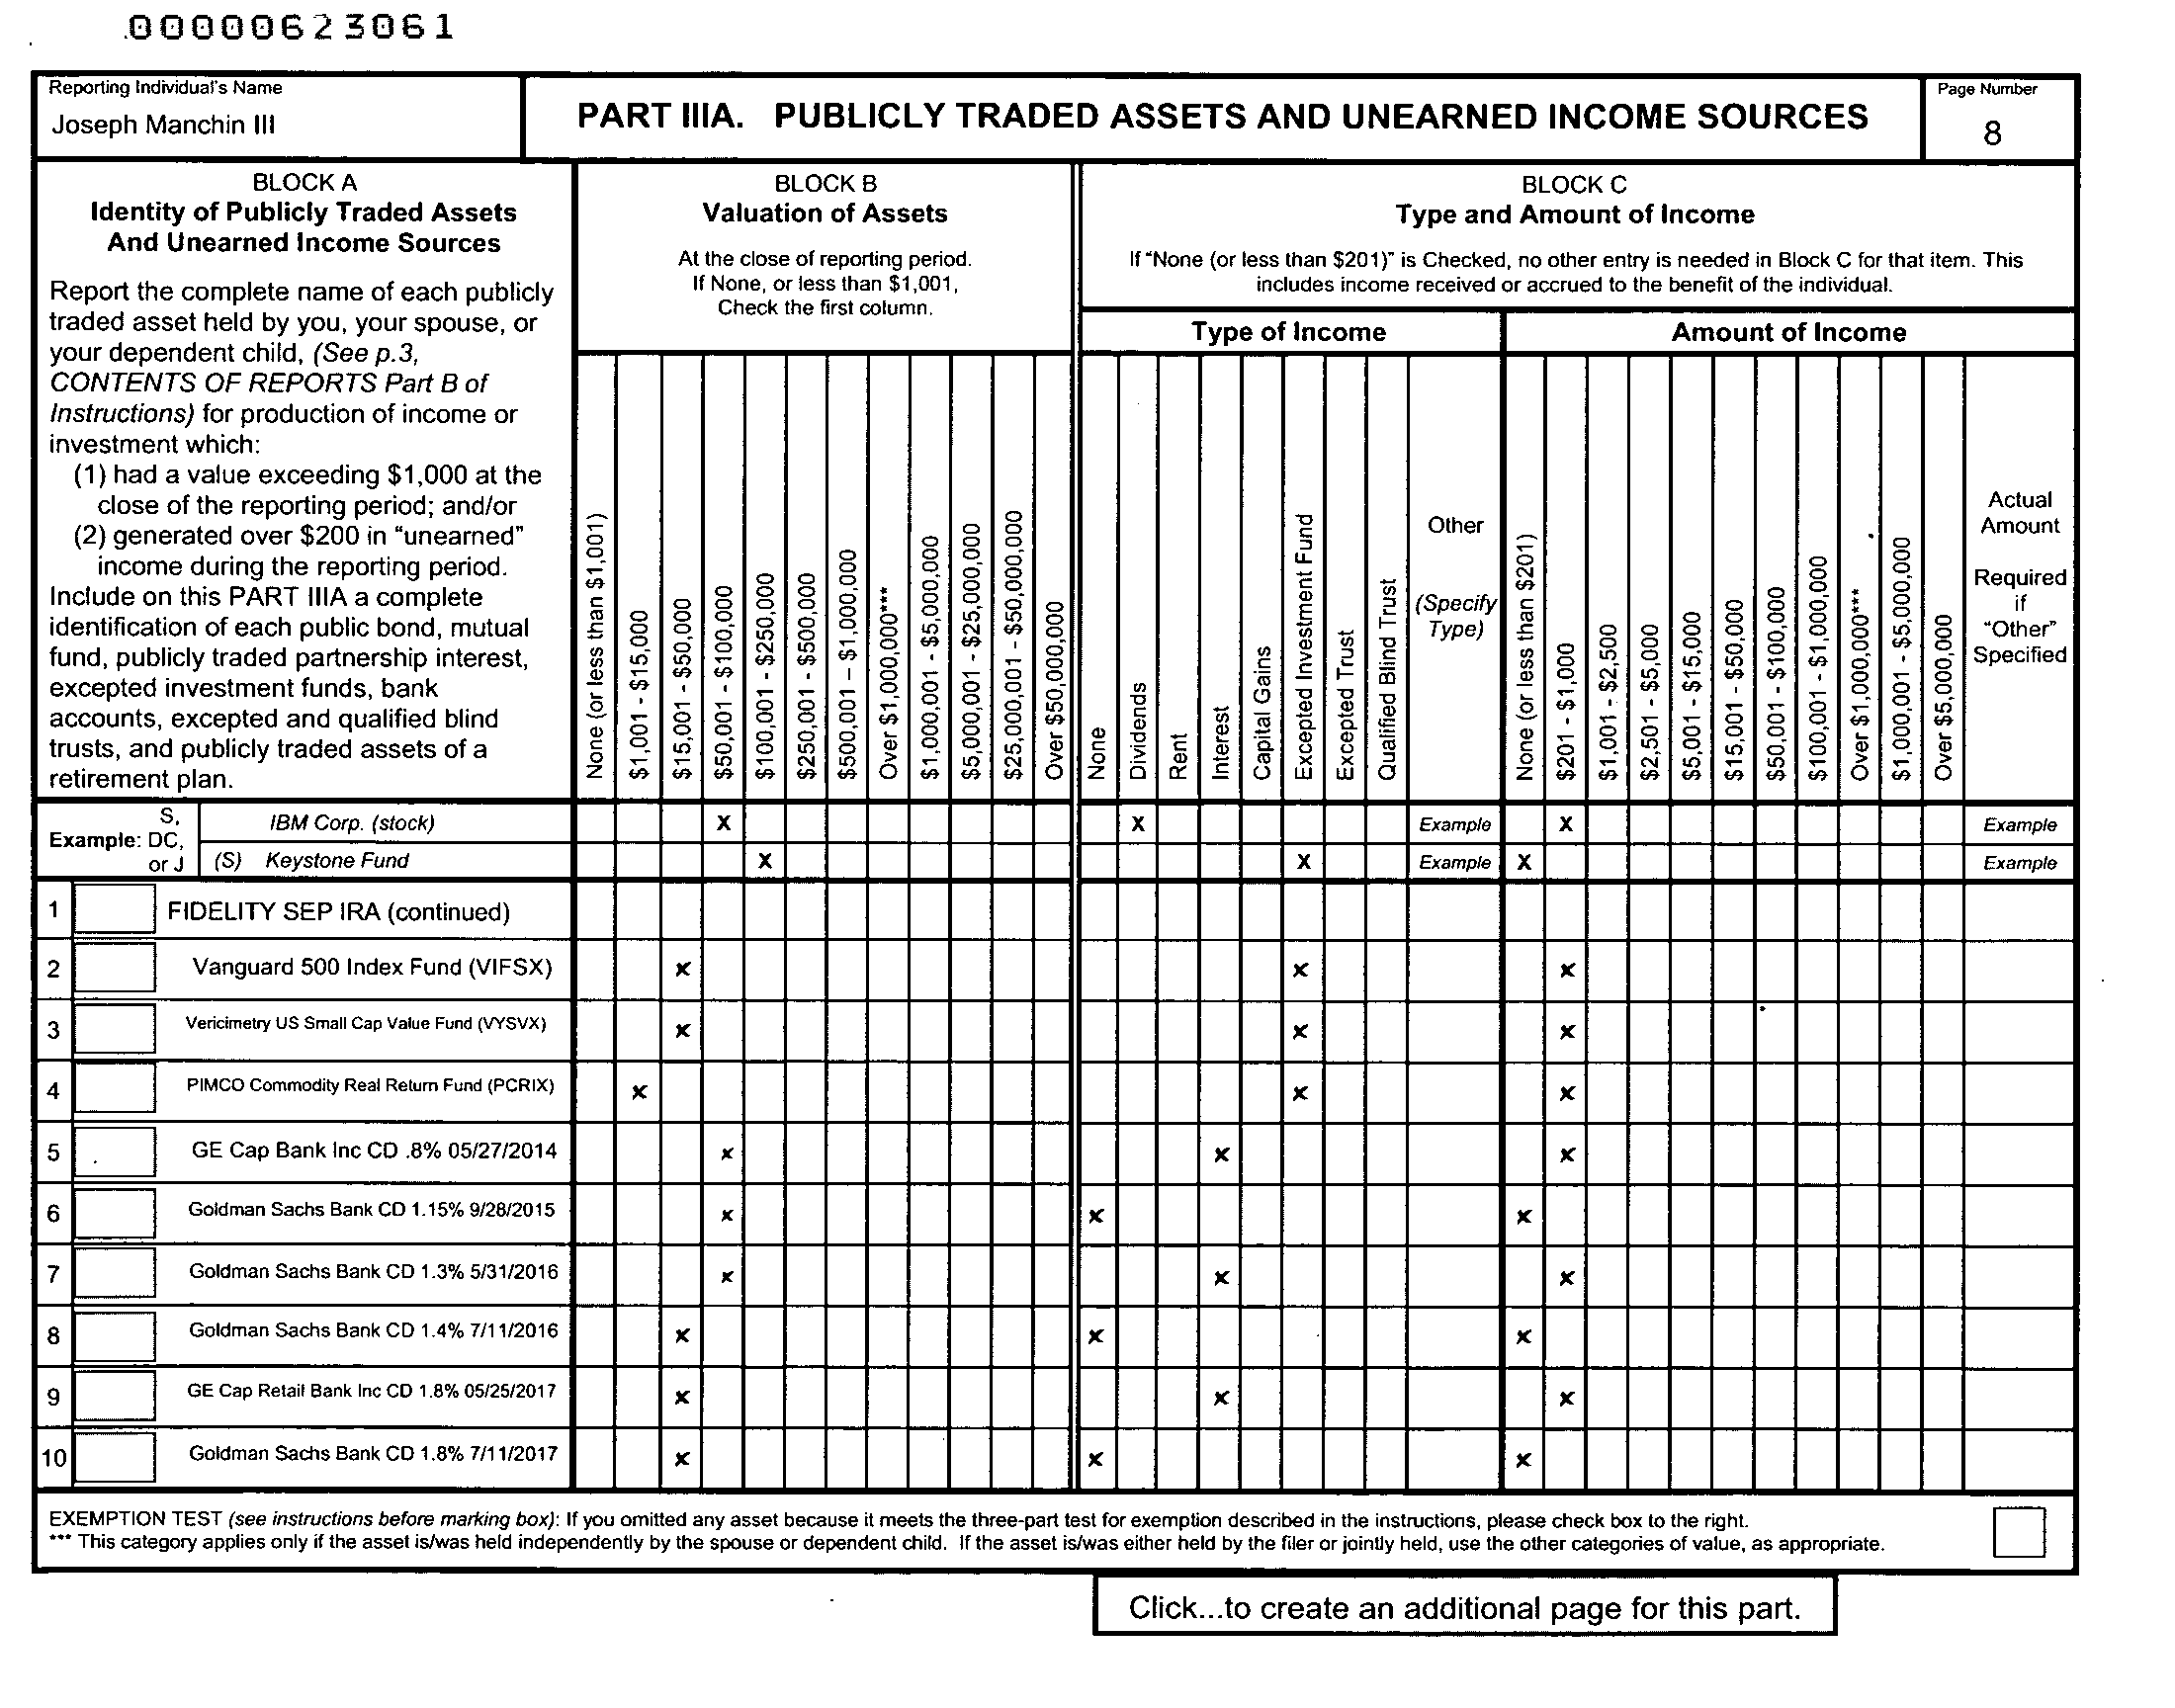 00000623061
Reporting Individual's Name
Joseph Manchin III
PART IIIA. PUBLICLY TRADED ASSETS AND UNEARNED INCOME SOURCES
Page Number
8
BLOCK A
Identity of Publicly Traded Assets
And Unearned Income Sources
Report the complete name of each publicly
traded asset held by you, your spouse, or
your dependent child, (See p.3,
CONTENTS OF REPORTS Part B of
Instructions) for production of income or
investment which:
(1) had a value exceeding $1,000 at the
close of the reporting period; and/or
(2) generated over $200 in "unearned"
income during the reporting period.
Include on this PART IIIA a complete
identification of each public bond, mutual
fund, publicly traded partnership interest,
excepted investment funds, bank
accounts, excepted and qualified blind
trusts, and publicly traded assets of a
retirement plan.
BLOCK B
Valuation of Assets
At the close of reporting period.
If None, or less than $1,001,
Check the first column.
None (or less than $1,001)
$1,001 - $15,000
$15,001 - $50,000
$50,001 - $100,000
$100,001 - $250,000
$250,001 - $500,000
$500,001 – $1,000,000
Over $1,000,000***
$1,000,001 - $5,000,000
$5,000,001 - $25,000,000
$25,000,001 - $50,000,000
Over $50,000,000
BLOCK C
Type and Amount of Income
If "None (or less than $201)" is Checked, no other entry is needed in Block C for that item. This
includes income received or accrued to the benefit of the individual.
Type of Income
None
Dividends
Rent
Interest
Capital Gains
Excepted Investment Fund
Excepted Trust
Qualified Blind Trust
Other
(Specify
Type)
Amount of Income
None (or less than $201)
$201 - $1,000
$1,001 - $2,500
$2,501 - $5,000
$5,001 - $15,000
$15,001 - $50,000
$50,001 - $100,000
$100,001 - $1,000,000
Over $1,000,000***
$1,000,001 - $5,000,000
Over $5,000,000
Actual
Amount
Required
if
"Other"
Specified
Example: S, DC, or J
IBM Corp. (stock) X X Example X Example
(S) Keystone Fund X X Example X Example
1 FIDELITY SEP IRA (continued)
2 Vanguard 500 Index Fund (VIFSX) x x x
3 Vericimetry US Small Cap Value Fund (VYSVX) x x x
4 PIMCO Commodity Real Return Fund (PCRIX) x x x
5 GE Cap Bank Inc CD .8% 05/27/2014 x x x
6 Goldman Sachs Bank CD 1.15% 9/28/2015 x x x
7 Goldman Sachs Bank CD 1.3% 5/31/2016 x x x
8 Goldman Sachs Bank CD 1.4% 7/11/2016 x x x
9 GE Cap Retail Bank Inc CD 1.8% 05/25/2017 x x x
10 Goldman Sachs Bank CD 1.8% 7/11/2017 x x x
EXEMPTION TEST (see instructions before marking box): If you omitted any asset because it meets the three-part test for exemption described in the instructions, please check box to the right.
*** This category applies only if the asset is/was held independently by the spouse or dependent child. If the asset is/was either held by the filer or jointly held, use the other categories of value, as appropriate.
Click...to create an additional page for this part.